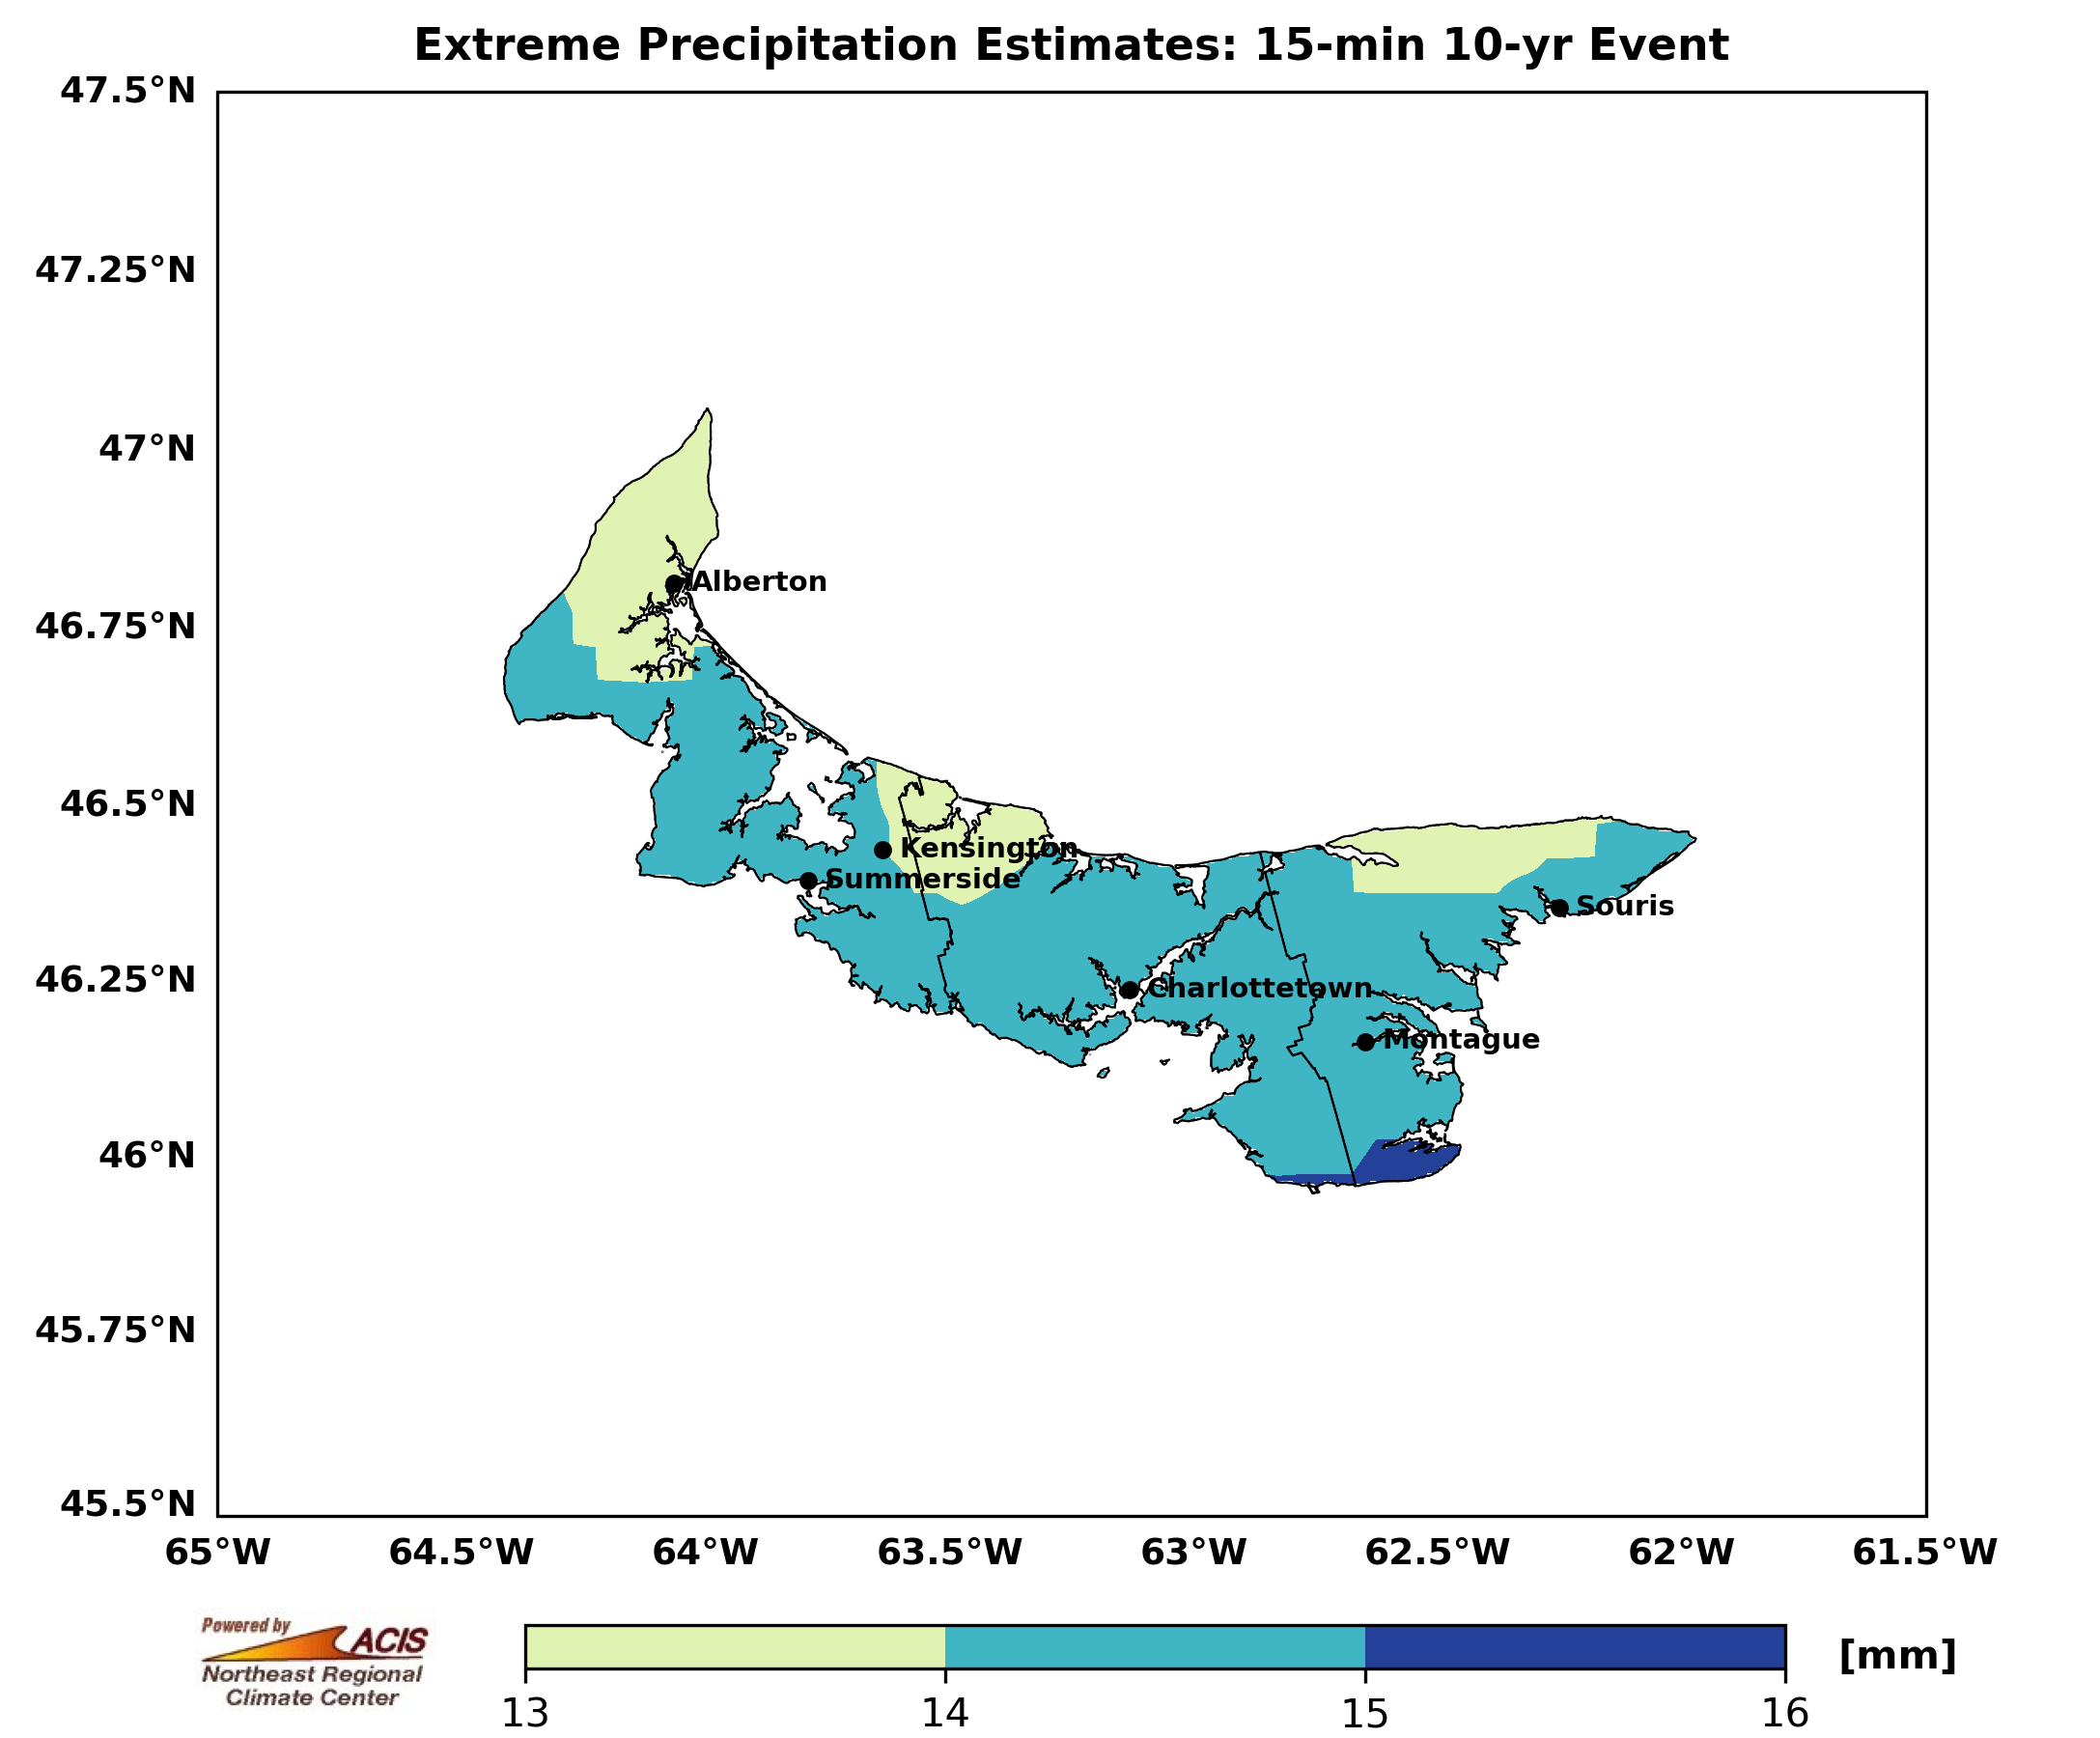 Extreme Precipitation Estimates: 15-min 10-yr Event
47.5°N
47.25°N
47°N
46.75°N
46.5°N
46.25°N
46°N
45.75°N
45.5°N
Alberton
Kensington
Summerside
Souris
Charlottetown
Montague
65°W 64.5°W 64°W 63.5°W 63°W 62.5°W 62°W 61.5°W
Powered by
ACIS
Northeast Regional
Climate Center
[mm]
13 14 15 16